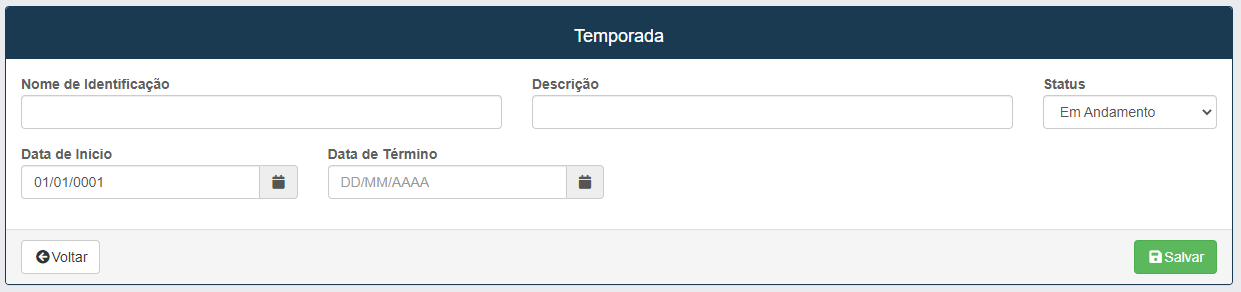 Temporada
Nome de Identificação Descrição Status
Em Andamento
Data de Início Data de Término
01/01/0001 DD/MM/AAAA
Voltar Salvar